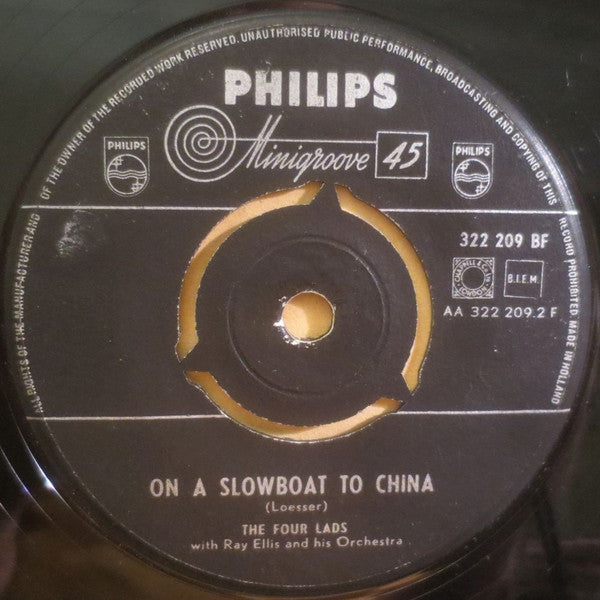 ALL RIGHTS OF THE MANUFACTURER AND OF THE OWNER OF THE RECORDED WORK RESERVED. UNAUTHORISED PUBLIC PERFORMANCE, BROADCASTING AND COPYING OF THIS RECORD PROHIBITED. MADE IN HOLLAND
PHILIPS
PHILIPS
Minigroove 45
PHILIPS
322 209 BF
B.I.E.M
AA 322 209.2 F
ON A SLOWBOAT TO CHINA
(Loesser)
THE FOUR LADS
with Ray Ellis and his Orchestra